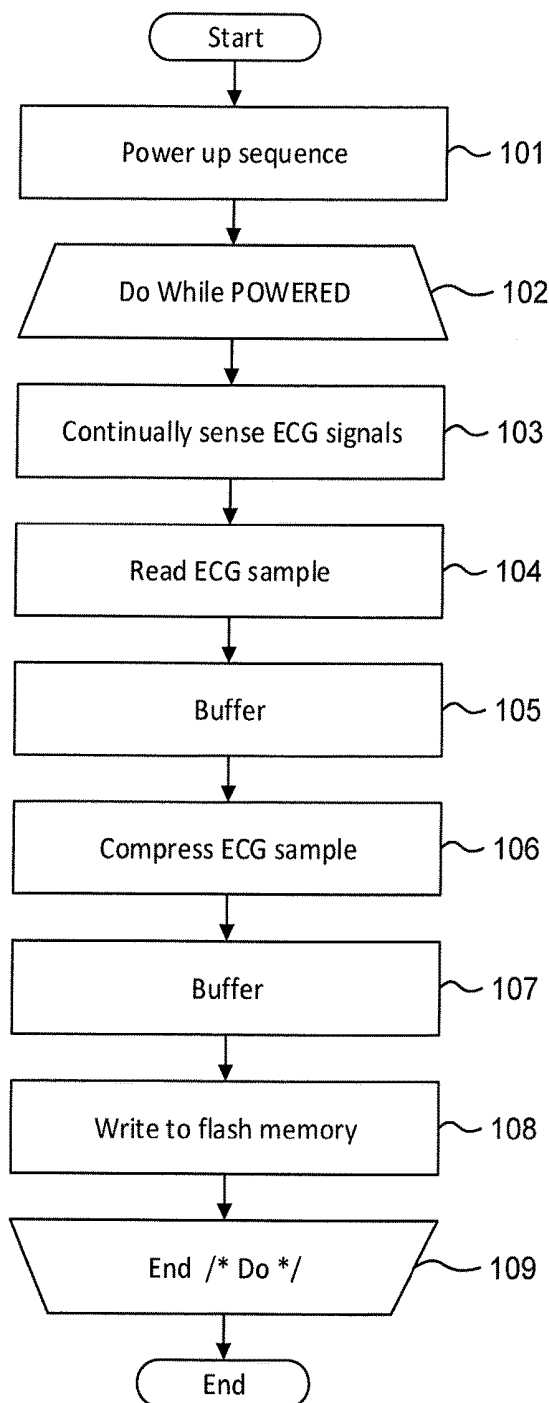 Start
Power up sequence 101
Do While POWERED 102
Continually sense ECG signals 103
Read ECG sample 104
Buffer 105
Compress ECG sample 106
Buffer 107
Write to flash memory 108
End /* Do */ 109
End